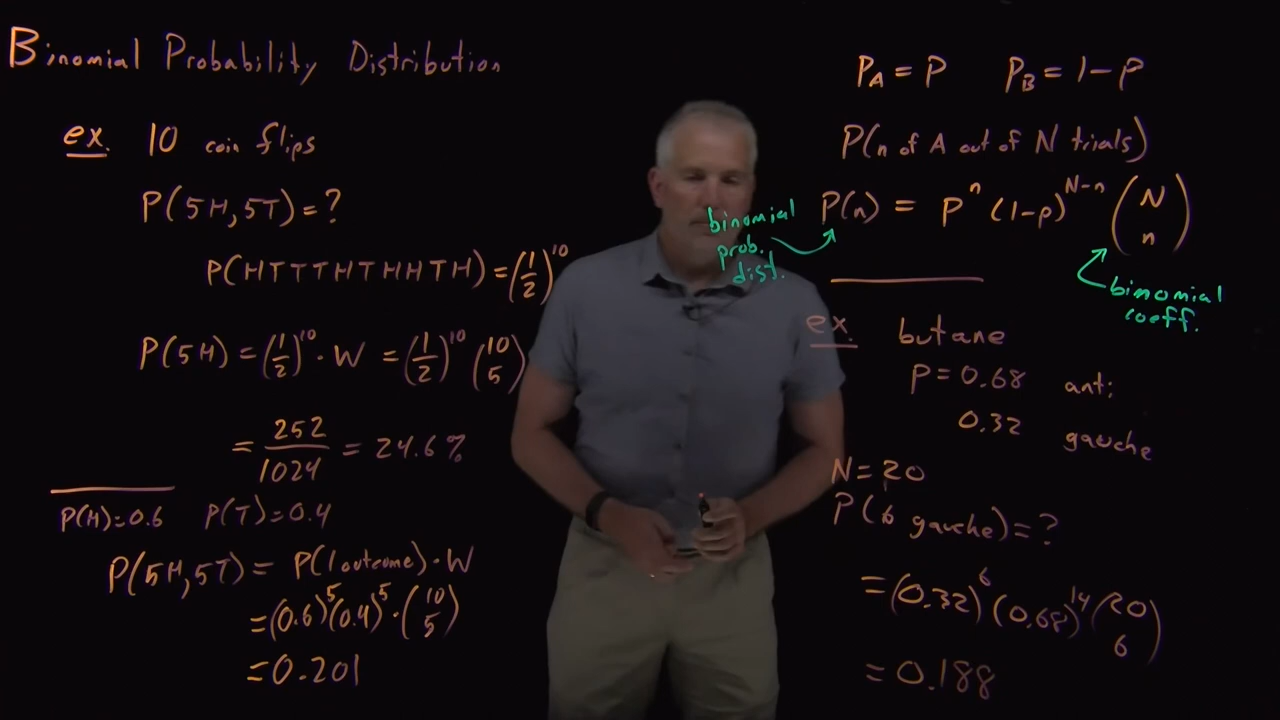 Binomial Probability Distribution
ex. 10 coin flips
P(5H,5T)=?
P(HTTTHTHHTH)=(1/2)^10
P(5H)=(1/2)^10·W=(1/2)^10(10 5)
=252/1024=24.6%
P(H)=0.6 P(T)=0.4
P(5H,5T)=P(1 outcome)·W
=(0.6)^5(0.4)^5·(10 5)
=0.201
P_A=P P_B=1-P
P(n of A out of N trials)
P(n)=p^n(1-p)^N-n(N n)
binomial
prob.
dist.
binomial
coeff.
ex. butane
P=0.68 anti
0.32 gauche
N=20
P(6 gauche)=?
=(0.32)^6(0.68)^14(20 6)
=0.188